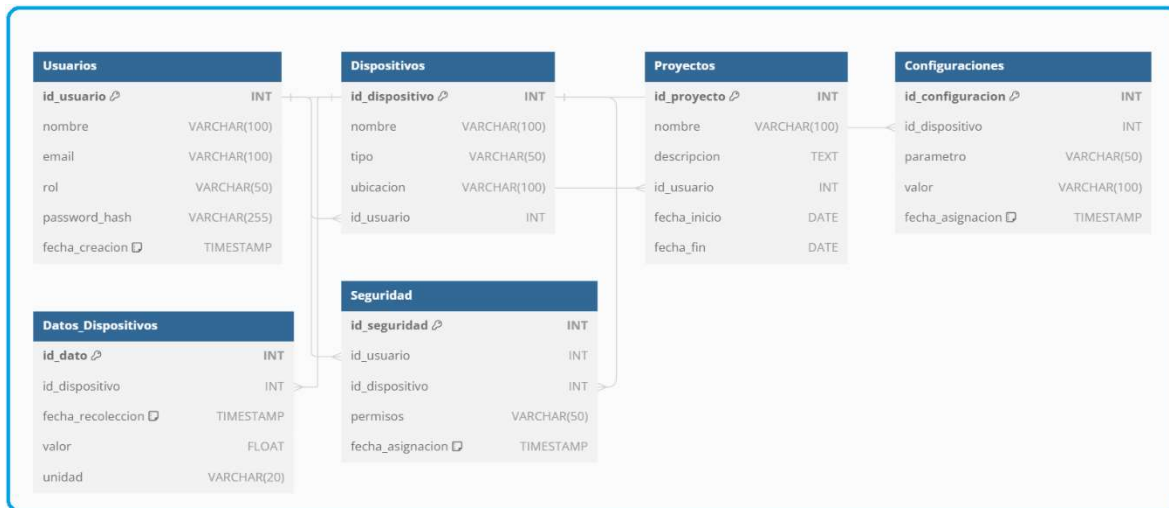 Usuarios
id_usuario INT
nombre VARCHAR(100)
email VARCHAR(100)
rol VARCHAR(50)
password_hash VARCHAR(255)
fecha_creacion TIMESTAMP
Dispositivos
id_dispositivo INT
nombre VARCHAR(100)
tipo VARCHAR(50)
ubicacion VARCHAR(100)
id_usuario INT
Proyectos
id_proyecto INT
nombre VARCHAR(100)
descripcion TEXT
id_usuario INT
fecha_inicio DATE
fecha_fin DATE
Configuraciones
id_configuracion INT
id_dispositivo INT
parametro VARCHAR(50)
valor VARCHAR(100)
fecha_asignacion TIMESTAMP
Datos_Dispositivos
id_dato INT
id_dispositivo INT
fecha_recoleccion TIMESTAMP
valor FLOAT
unidad VARCHAR(20)
Seguridad
id_seguridad INT
id_usuario INT
id_dispositivo INT
permisos VARCHAR(50)
fecha_asignacion TIMESTAMP